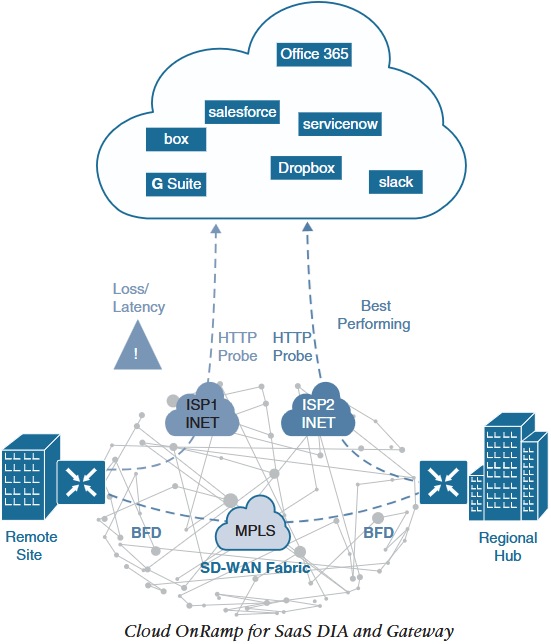 Office 365
salesforce
servicenow
box
Dropbox
G Suite
slack
Loss/
Latency
!
Best
Performing
HTTP
Probe
HTTP
Probe
ISP1
INET
ISP2
INET
MPLS
BFD
BFD
SD-WAN Fabric
Remote
Site
Regional
Hub
Cloud OnRamp for SaaS DIA and Gateway